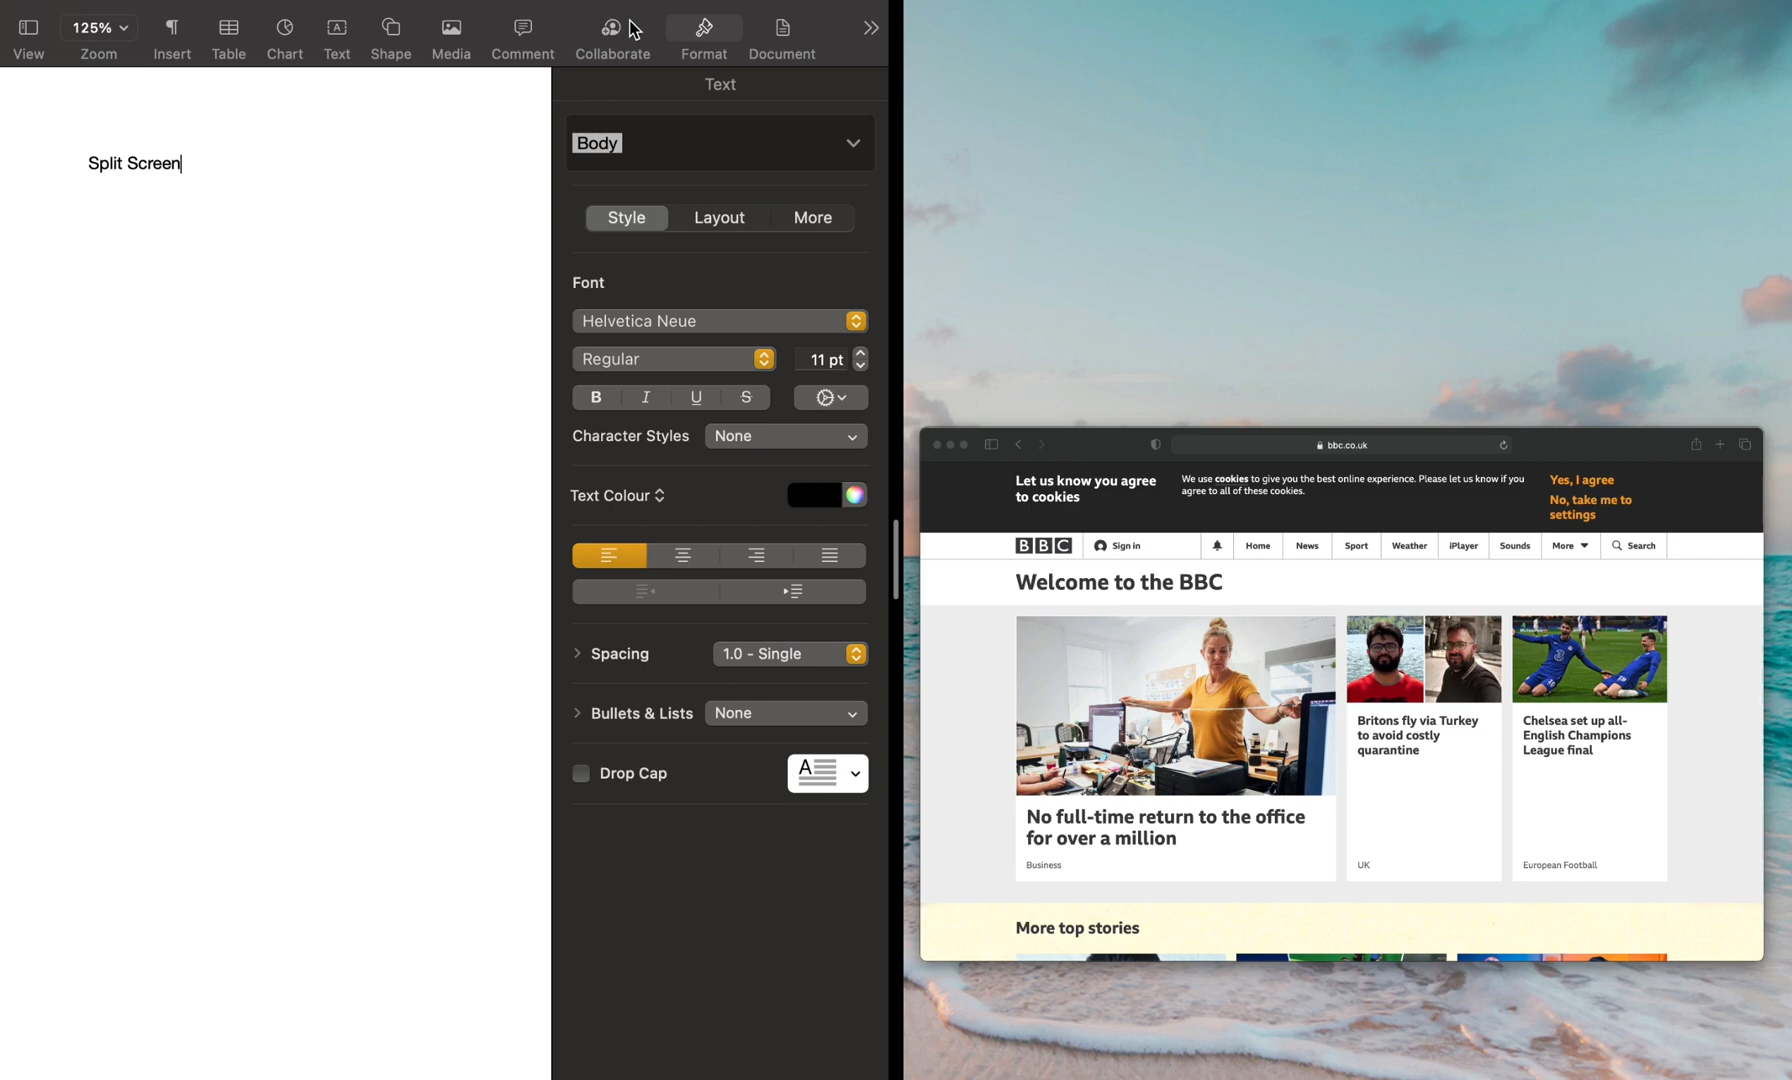 125%
View Zoom Insert Table Chart Text Shape Media Comment Collaborate Format Document
Text
Split Screen
Body
Style Layout More
Font
Helvetica Neue
Regular 11 pt
B I U S
Character Styles None
Text Colour
Spacing 1.0 - Single
Bullets & Lists None
Drop Cap A
bbc.co.uk
Let us know you agree
to cookies
We use cookies to give you the best online experience. Please let us know if you
agree to all of these cookies.
Yes, I agree
No, take me to
settings
BBC Sign in Home News Sport Weather iPlayer Sounds More Search
Welcome to the BBC
No full-time return to the office
for over a million
Business
Britons fly via Turkey
to avoid costly
quarantine
UK
Chelsea set up all-
English Champions
League final
European Football
More top stories